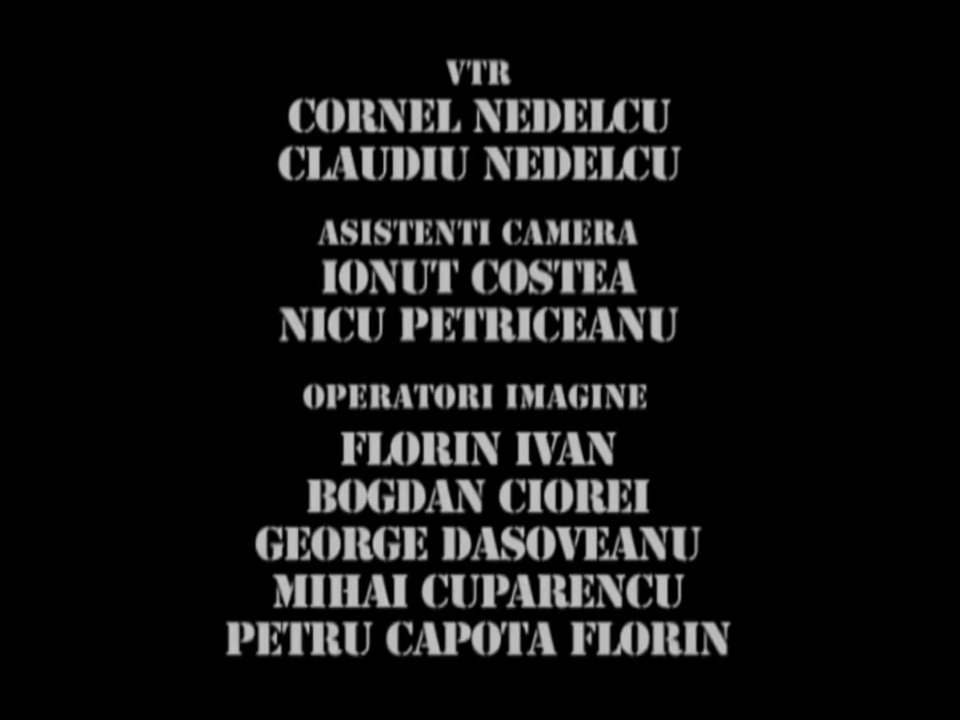 VTR
CORNEL NEDELCU
CLAUDIU NEDELCU
ASISTENTI CAMERA
IONUT COSTEA
NICU PETRICEANU
OPERATORI IMAGINE
FLORIN IVAN
BOGDAN CIOREI
GEORGE DASOVEANU
MIHAI CUPARENCU
PETRU CAPOTA FLORIN